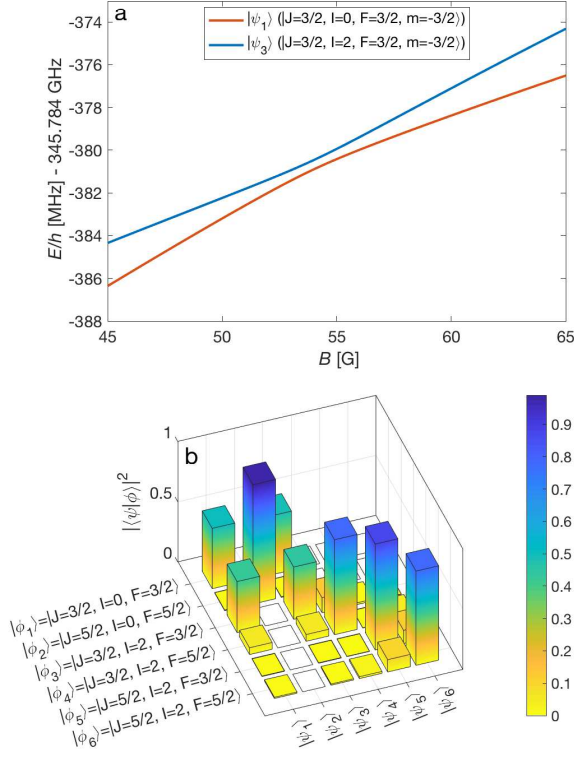 a
|ψ₁⟩ (|J=3/2, I=0, F=3/2, m=-3/2⟩)
|ψ₃⟩ (|J=3/2, I=2, F=3/2, m=-3/2⟩)
E/h [MHz] - 345.784 GHz
-374
-376
-378
-380
-382
-384
-386
-388
45
50
55
60
65
B [G]
b
|⟨ψ|ϕ⟩|²
1
0.5
0
|ϕ₁⟩=|J=3/2, I=0, F=3/2⟩
|ϕ₂⟩=|J=5/2, I=0, F=5/2⟩
|ϕ₃⟩=|J=3/2, I=2, F=3/2⟩
|ϕ₄⟩=|J=3/2, I=2, F=5/2⟩
|ϕ₅⟩=|J=5/2, I=2, F=3/2⟩
|ϕ₆⟩=|J=5/2, I=2, F=5/2⟩
|ψ₁⟩
|ψ₂⟩
|ψ₃⟩
|ψ₄⟩
|ψ₅⟩
|ψ₆⟩
0.9
0.8
0.7
0.6
0.5
0.4
0.3
0.2
0.1
0